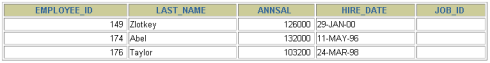 EMPLOYEE_ID LAST_NAME ANNSAL HIRE_DATE JOB_ID
149 Zlotkey 126000 29-JAN-00
174 Abel 132000 11-MAY-96
176 Taylor 103200 24-MAR-98